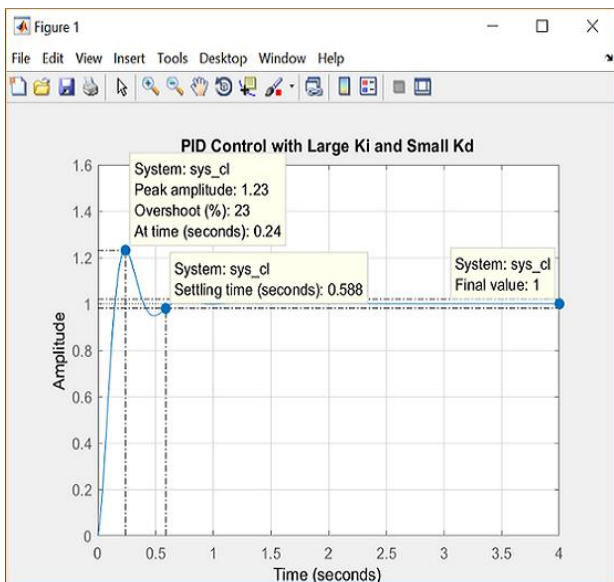 Figure 1
File Edit View Insert Tools Desktop Window Help
PID Control with Large Ki and Small Kd
1.6
1.4
1.2
1
0.8
0.6
0.4
0.2
0
Amplitude
System: sys_cl
Peak amplitude: 1.23
Overshoot (%): 23
At time (seconds): 0.24
System: sys_cl
Settling time (seconds): 0.588
System: sys_cl
Final value: 1
0 0.5 1 1.5 2 2.5 3 3.5 4
Time (seconds)